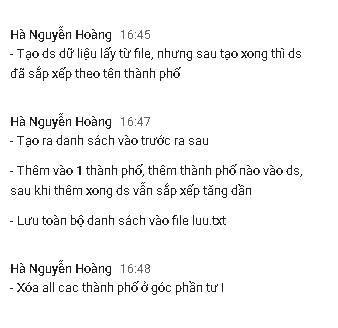 Hà Nguyễn Hoàng 16:45
- Tạo ds dữ liệu lấy từ file, nhưng sau tạo xong thì ds
đã sắp xếp theo tên thành phố
Hà Nguyễn Hoàng 16:47
- Tạo ra danh sách vào trước ra sau
- Thêm vào 1 thành phố, thêm thành phố nào vào ds,
sau khi thêm xong ds vẫn sắp xếp tăng dần
- Lưu toàn bộ danh sách vào file luu.txt
Hà Nguyễn Hoàng 16:48
- Xóa all cac thành phố ở góc phần tư I